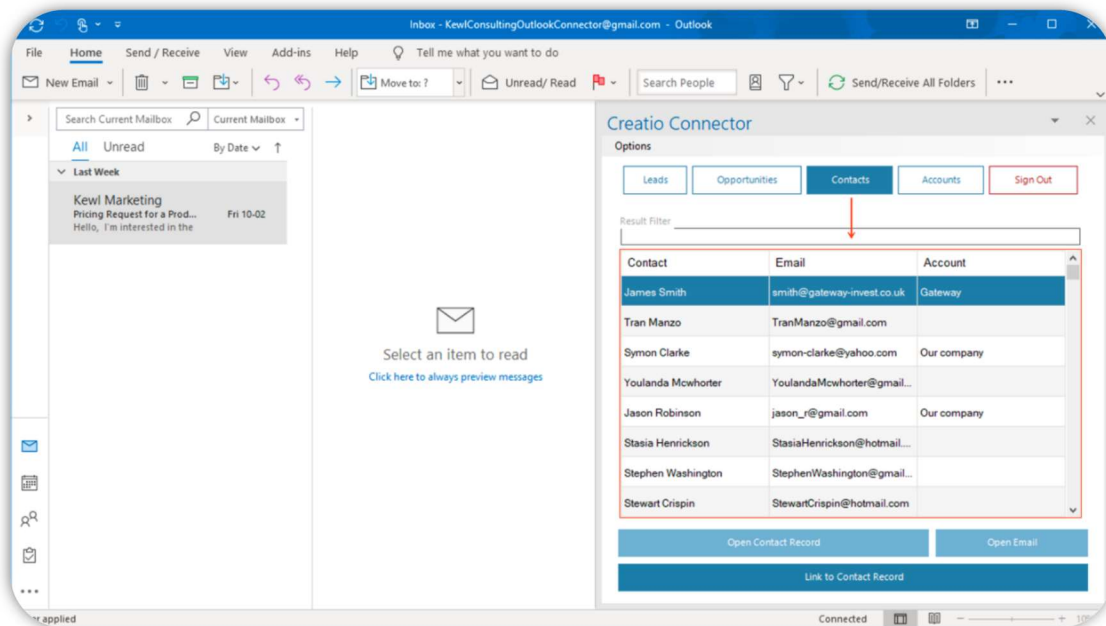 Inbox - KewlConsultingOutlookConnector@gmail.com - Outlook
File Home Send / Receive View Add-ins Help Tell me what you want to do
New Email Move to: ? Unread/ Read Search People Send/Receive All Folders
Search Current Mailbox Current Mailbox
All Unread By Date
Last Week
Kewl Marketing
Pricing Request for a Prod... Fri 10-02
Hello, I'm interested in the
Select an item to read
Click here to always preview messages
Creatio Connector
Options
Leads Opportunities Contacts Accounts Sign Out
Result Filter
Contact Email Account
James Smith smith@gateway-invest.co.uk Gateway
Tran Manzo TranManzo@gmail.com
Symon Clarke symon-clarke@yahoo.com Our company
Youlanda Mcwhorter YoulandaMcwhorter@gmail...
Jason Robinson jason_r@gmail.com Our company
Stasia Henrickson StasiaHenrickson@hotmail....
Stephen Washington StephenWashington@gmail...
Stewart Crispin StewartCrispin@hotmail.com
Open Contact Record Open Email
Link to Contact Record
applied Connected